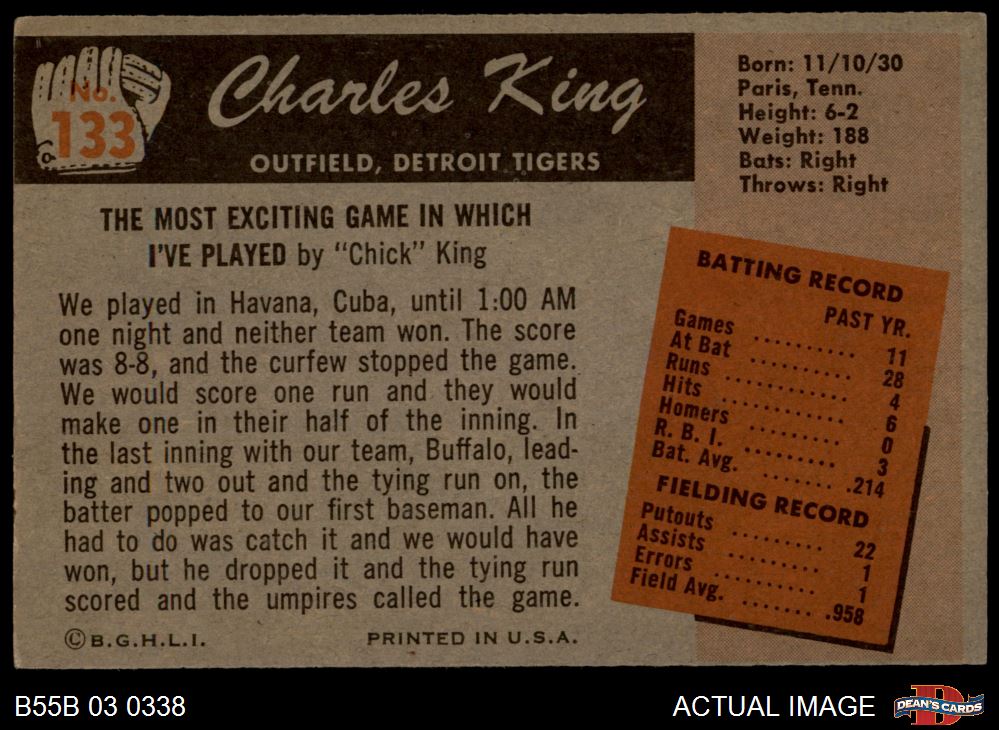 No.
133
Charles King
OUTFIELD, DETROIT TIGERS
Born: 11/10/30
Paris, Tenn.
Height: 6-2
Weight: 188
Bats: Right
Throws: Right
THE MOST EXCITING GAME IN WHICH
I'VE PLAYED by "Chick" King
We played in Havana, Cuba, until 1:00 AM
one night and neither team won. The score
was 8-8, and the curfew stopped the game.
We would score one run and they would
make one in their half of the inning. In
the last inning with our team, Buffalo, lead-
ing and two out and the tying run on, the
batter popped to our first baseman. All he
had to do was catch it and we would have
won, but he dropped it and the tying run
scored and the umpires called the game.
©B.G.H.L.I. PRINTED IN U.S.A.
BATTING RECORD
PAST YR.
Games .......... 11
At Bat .......... 28
Runs .......... 4
Hits .......... 6
Homers .......... 0
R. B. I. .......... 3
Bat. Avg. ........ .214
FIELDING RECORD
Putouts ......... 22
Assists ......... 1
Errors ......... 1
Field Avg. ....... .958
B55B 03 0338
ACTUAL IMAGE
DEAN'S CARDS